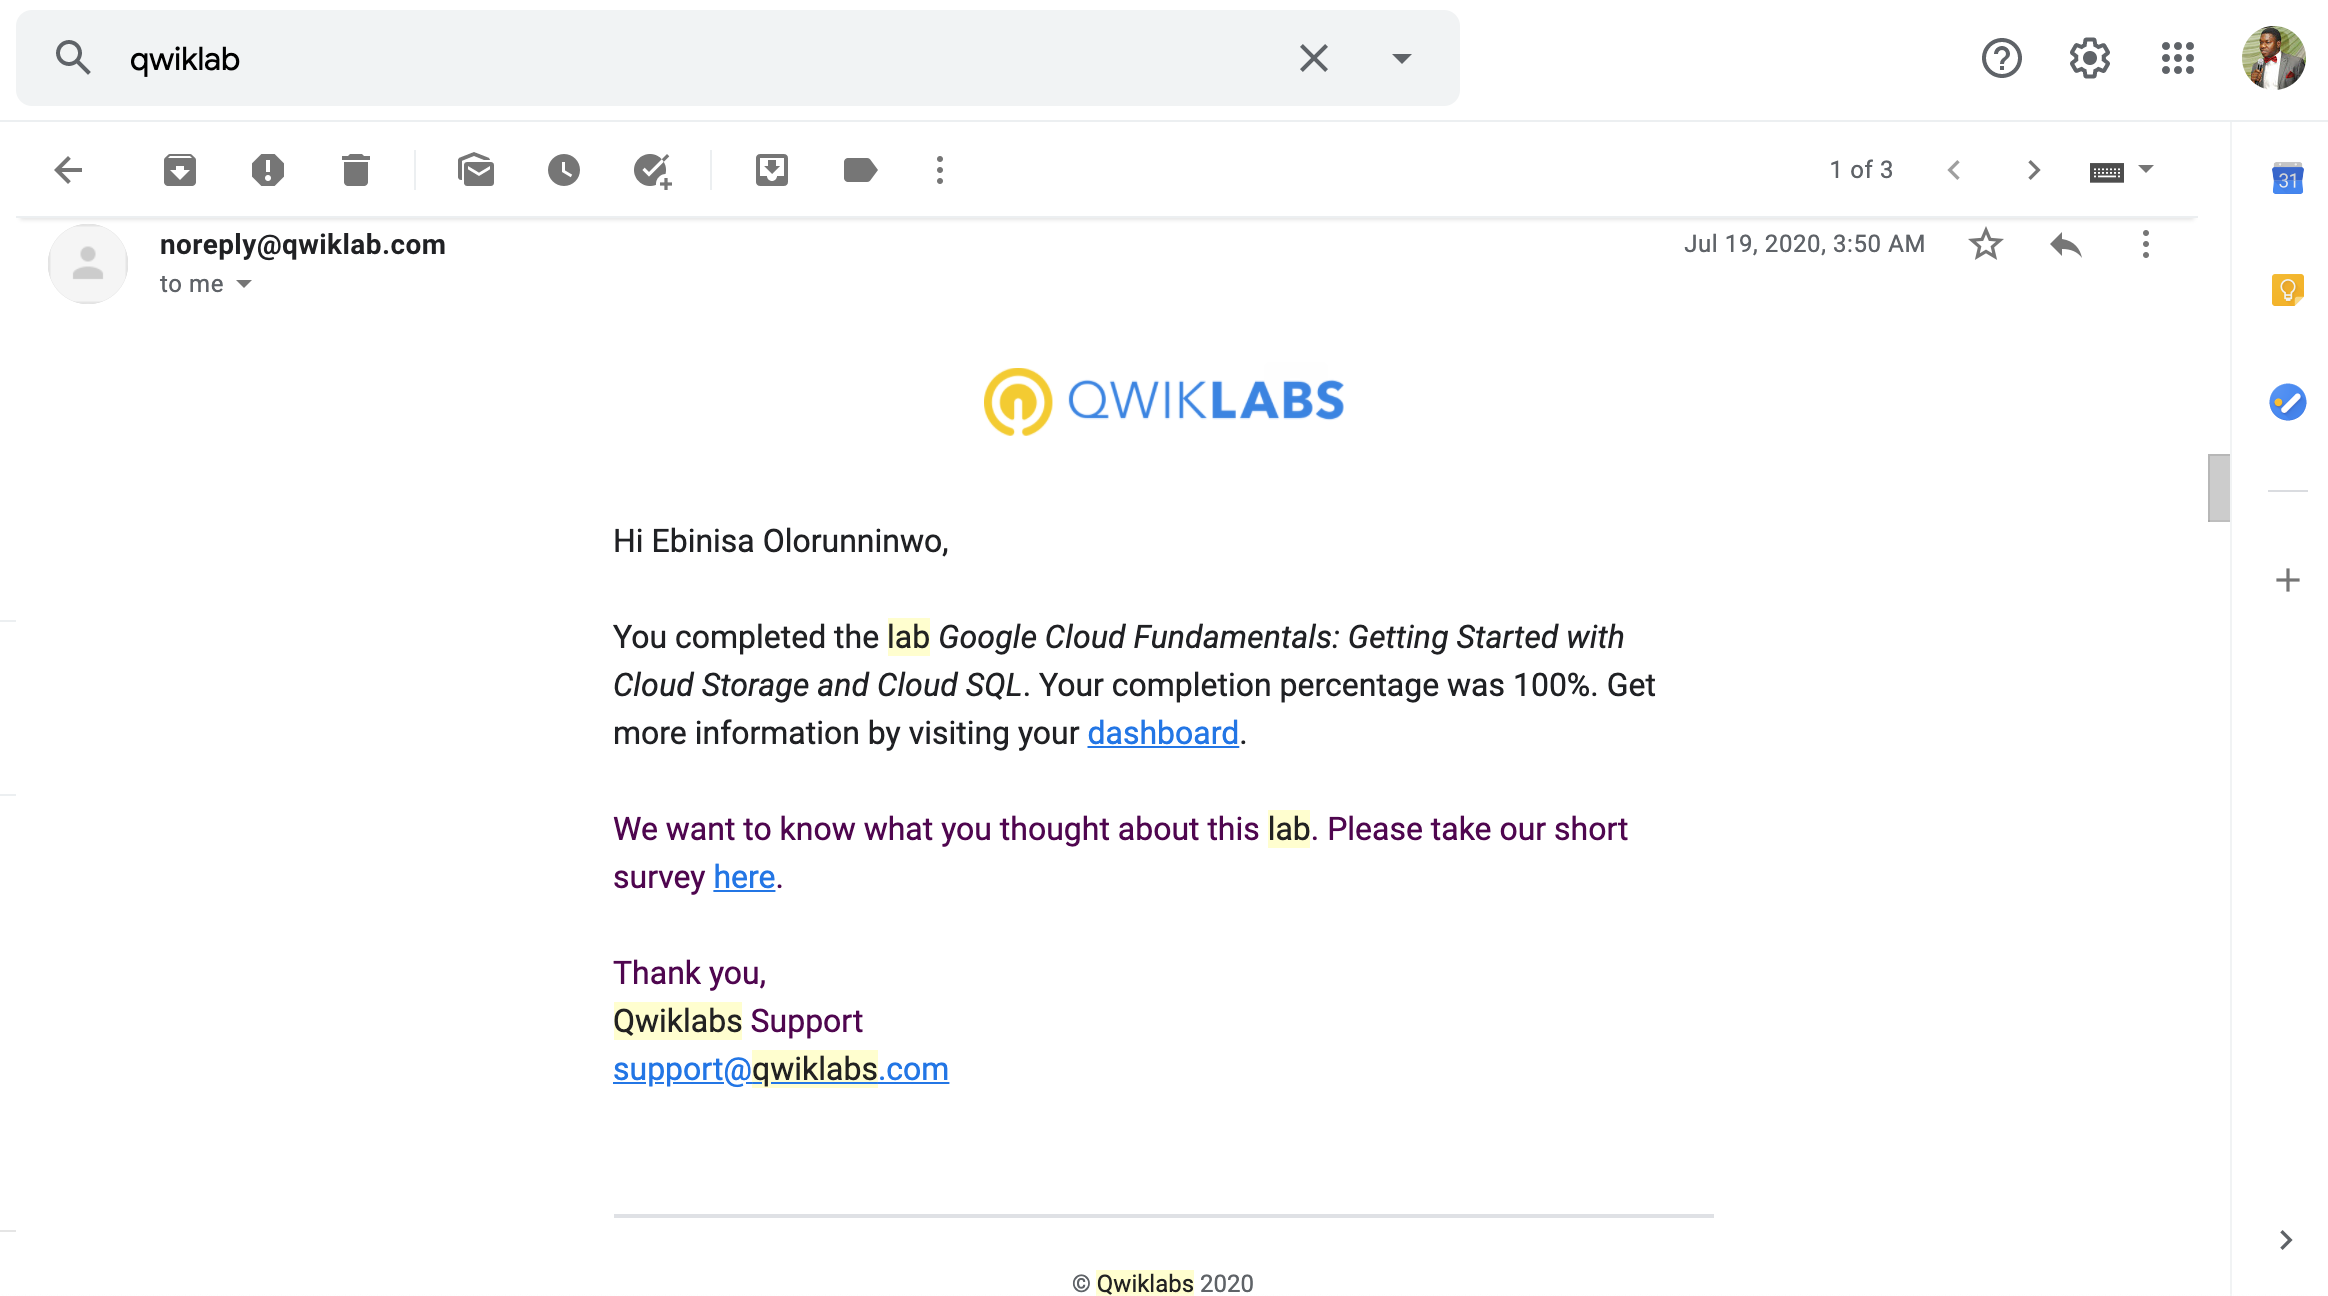 qwiklab
1 of 3
31
noreply@qwiklab.com
Jul 19, 2020, 3:50 AM
to me
QWIKLABS
Hi Ebinisa Olorunninwo,
You completed the lab Google Cloud Fundamentals: Getting Started with
Cloud Storage and Cloud SQL. Your completion percentage was 100%. Get
more information by visiting your dashboard.
We want to know what you thought about this lab. Please take our short
survey here.
Thank you,
Qwiklabs Support
support@qwiklabs.com
© Qwiklabs 2020